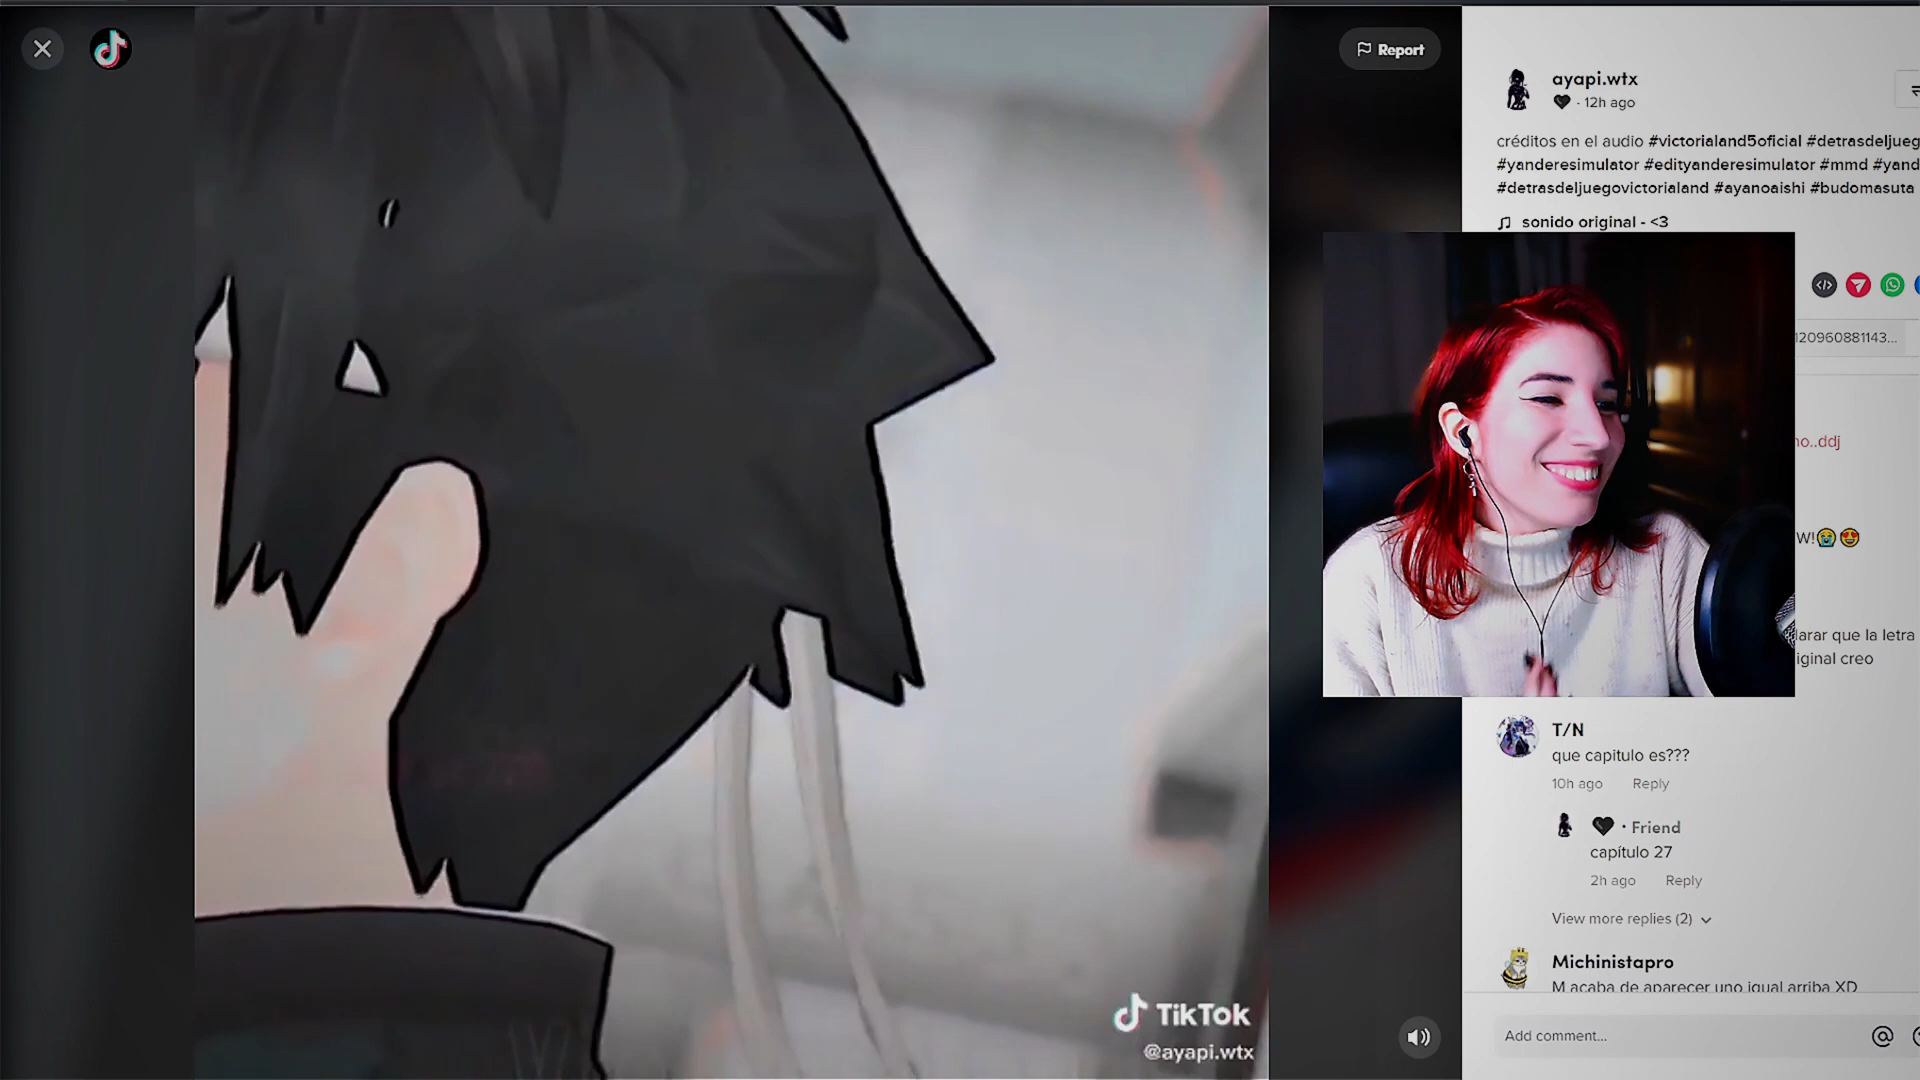 Report
ayapi.wtx
· 12h ago
créditos en el audio #victorialand5oficial #detrasdeljueg
#yanderesimulator #edityanderesimulator #mmd #yand
#detrasdeljuegovictorialand #ayanoaishi #budomasuta
sonido original - <3
120960881143...
no..ddj
W!😭😍
larar que la letra
iginal creo
T/N
que capitulo es???
10h ago Reply
🖤 · Friend
capítulo 27
2h ago Reply
View more replies (2)
Michinistapro
M acaba de aparecer uno igual arriba XD
Add comment...
TikTok
@ayapi.wtx